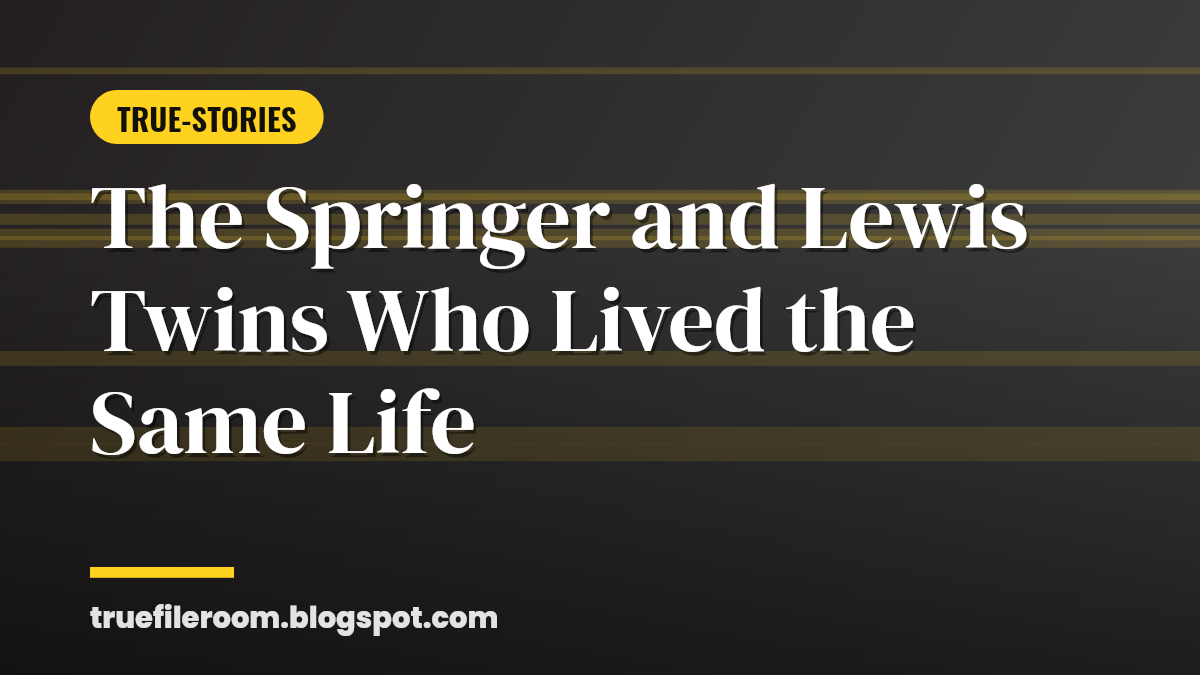 TRUE-STORIES
The Springer and Lewis
Twins Who Lived the
Same Life
truefileroom.blogspot.com